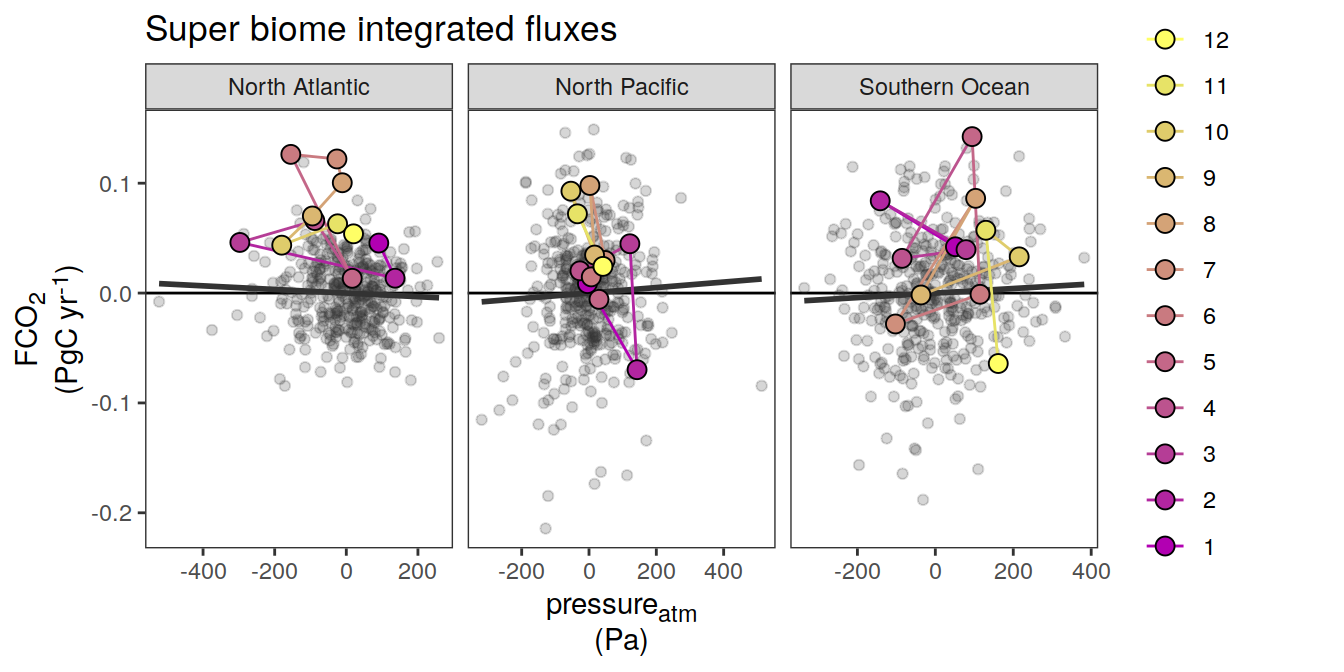 Super biome integrated fluxes
North Atlantic
North Pacific
Southern Ocean
FCO₂
(PgC yr⁻¹)
0.1
0.0
-0.1
-0.2
-400 -200 0 200
-200 0 200 400
-200 0 200 400
pressureₐₜₘ
(Pa)
12
11
10
9
8
7
6
5
4
3
2
1